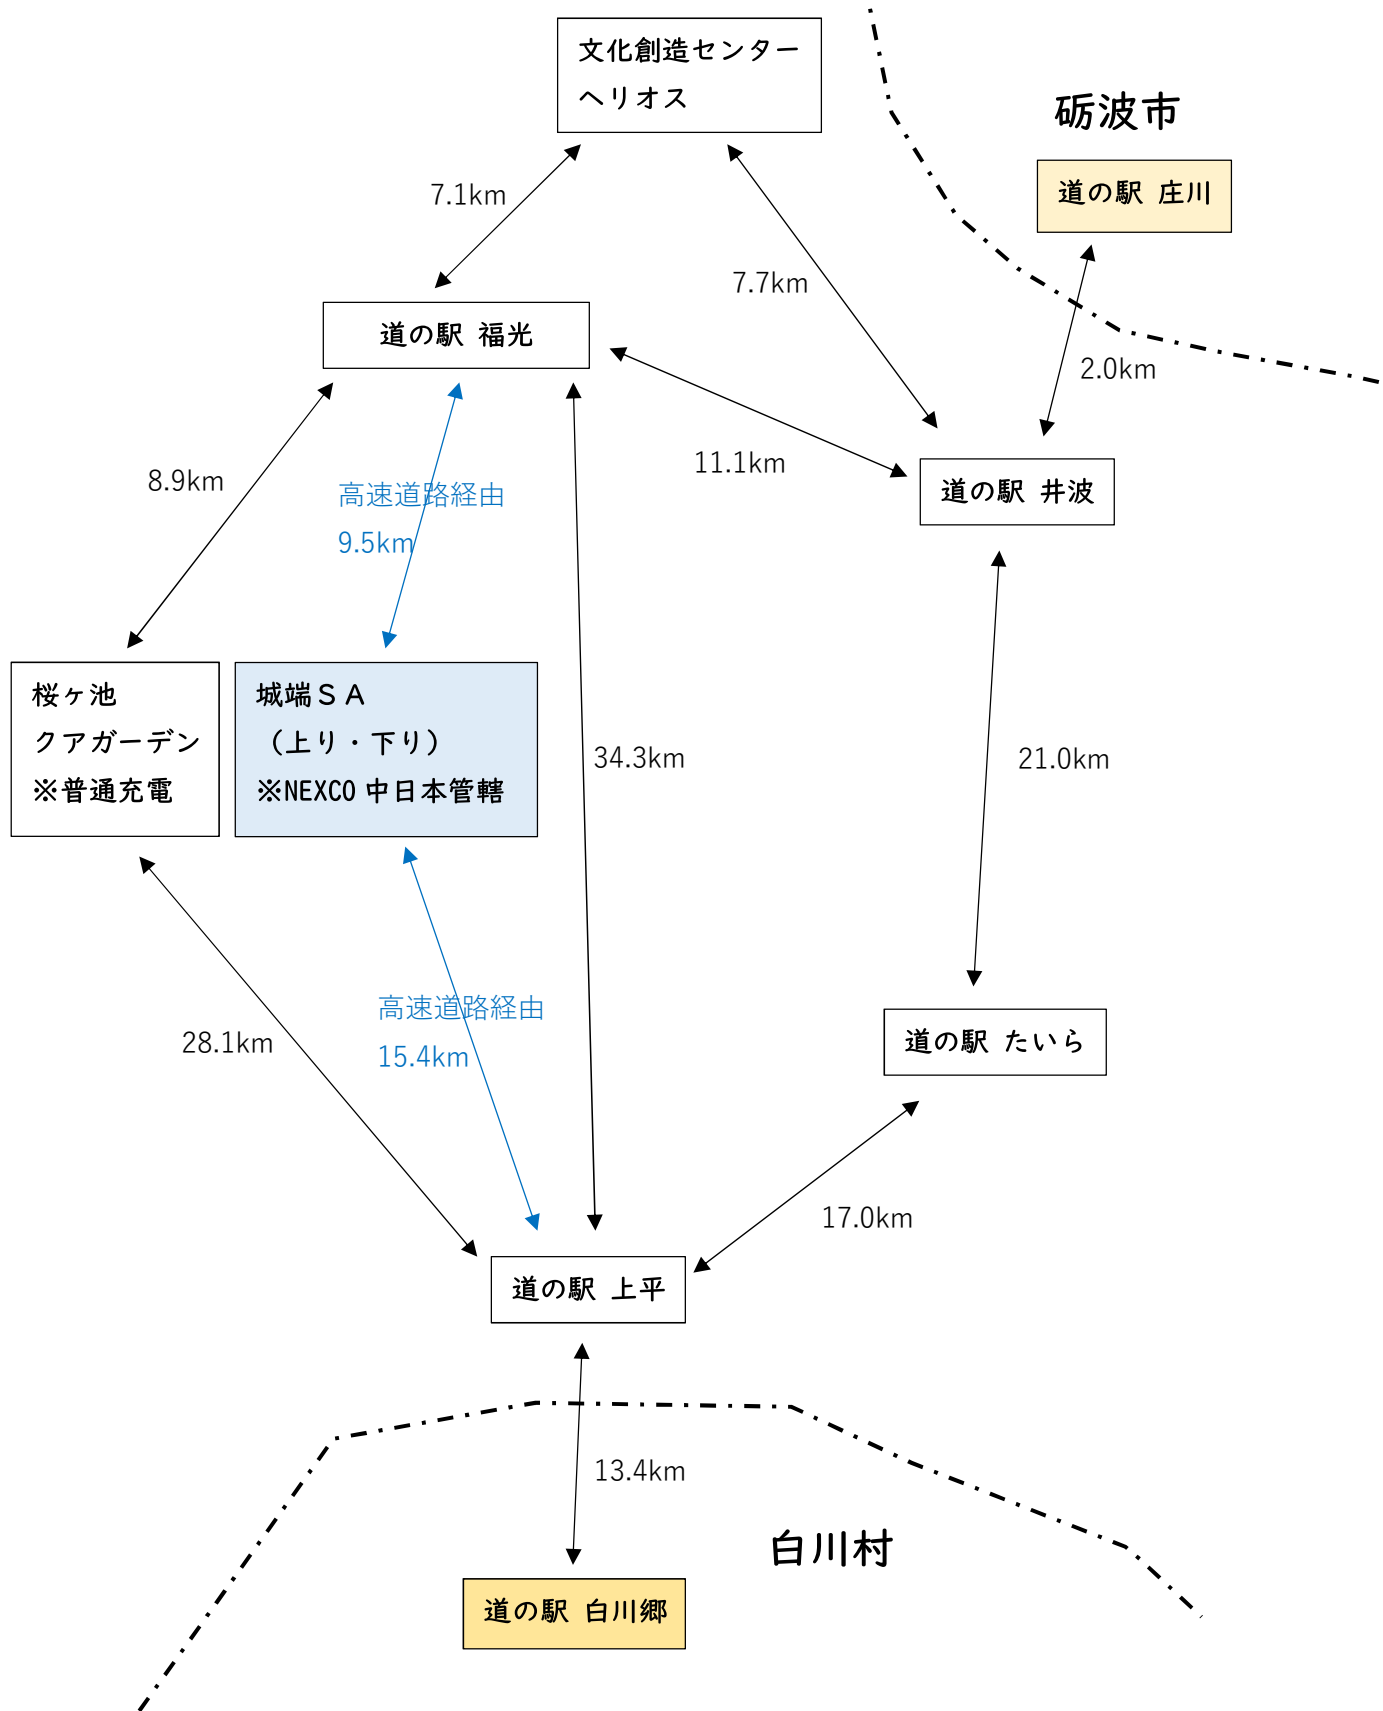 文化創造センター
ヘリオス
砺波市
道の駅 庄川
7.1km
7.7km
道の駅 福光
2.0km
11.1km
8.9km
高速道路経由
9.5km
道の駅 井波
桜ヶ池
クアガーデン
※普通充電
城端ＳＡ
（上り・下り）
※NEXCO 中日本管轄
34.3km
21.0km
高速道路経由
15.4km
28.1km
道の駅 たいら
17.0km
道の駅 上平
13.4km
白川村
道の駅 白川郷